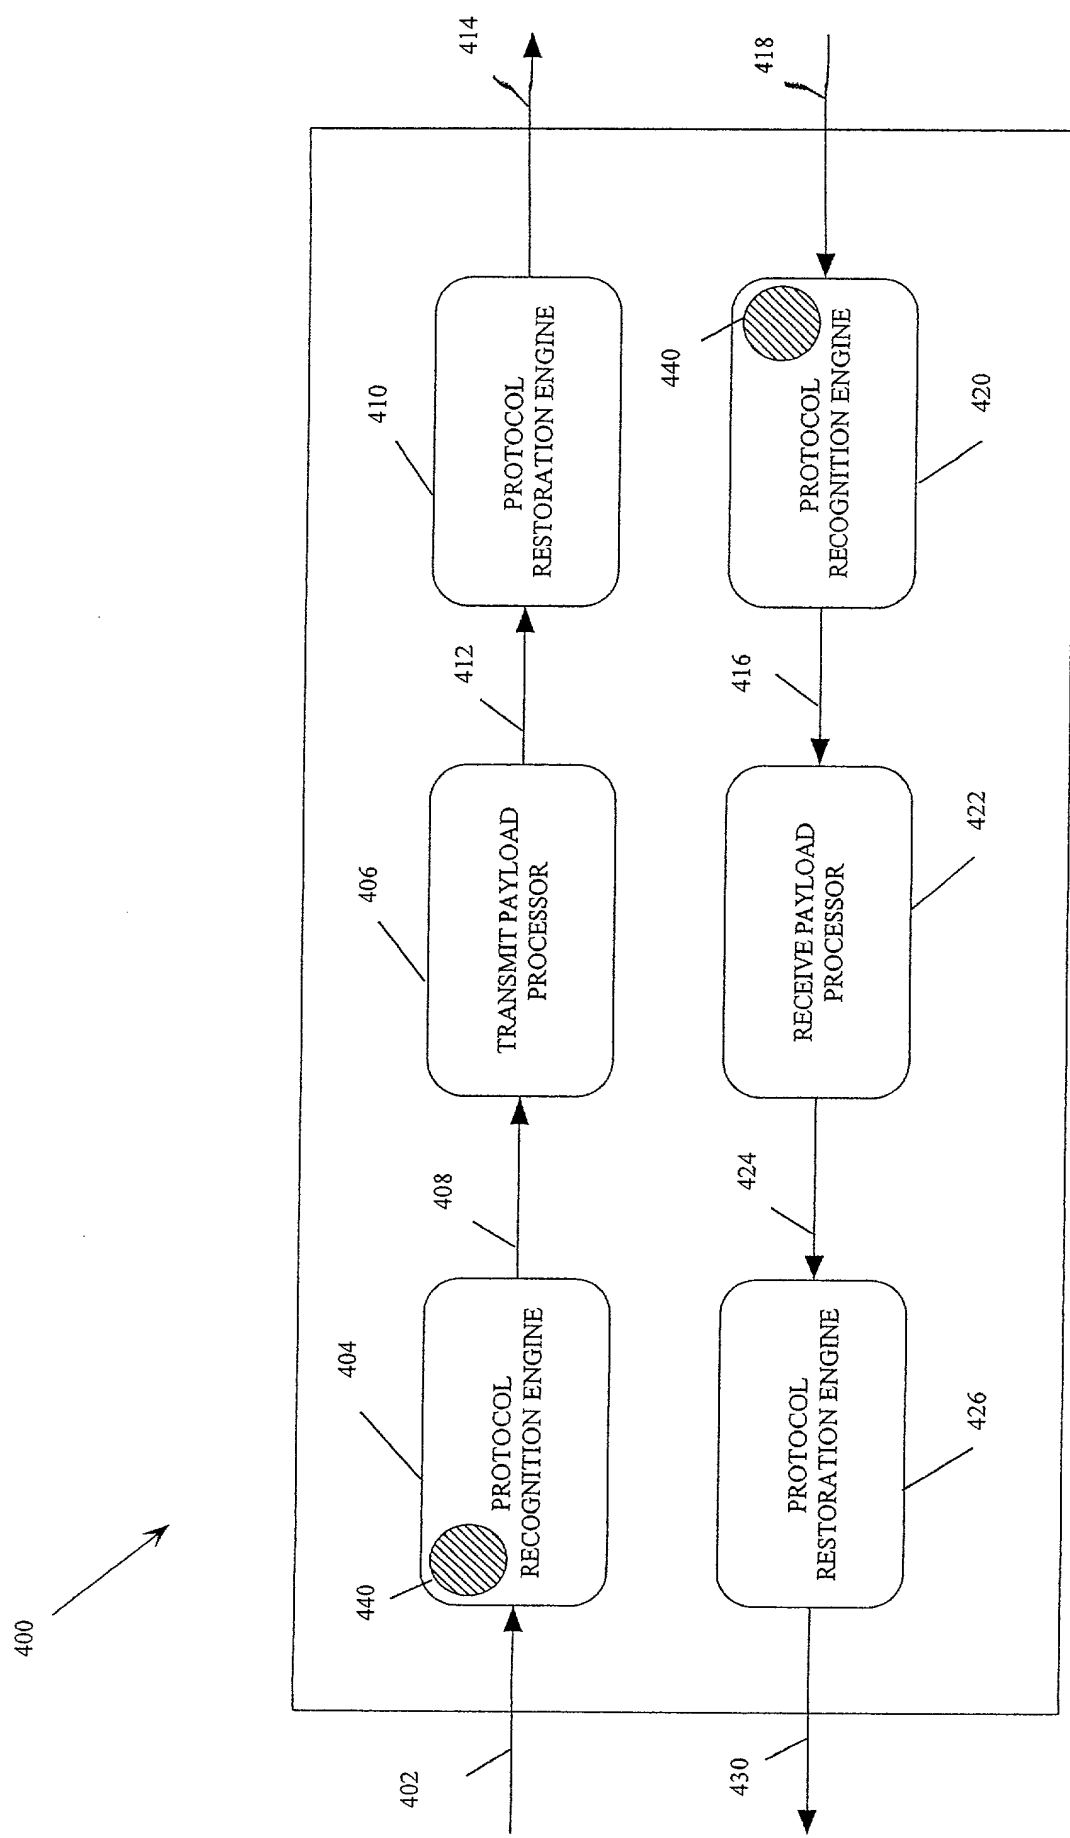 400
402
440
404
PROTOCOL
RECOGNITION ENGINE
408
406
TRANSMIT PAYLOAD
PROCESSOR
412
410
PROTOCOL
RESTORATION ENGINE
414
430
PROTOCOL
RESTORATION ENGINE
426
424
RECEIVE PAYLOAD
PROCESSOR
422
416
440
PROTOCOL
RECOGNITION ENGINE
420
418